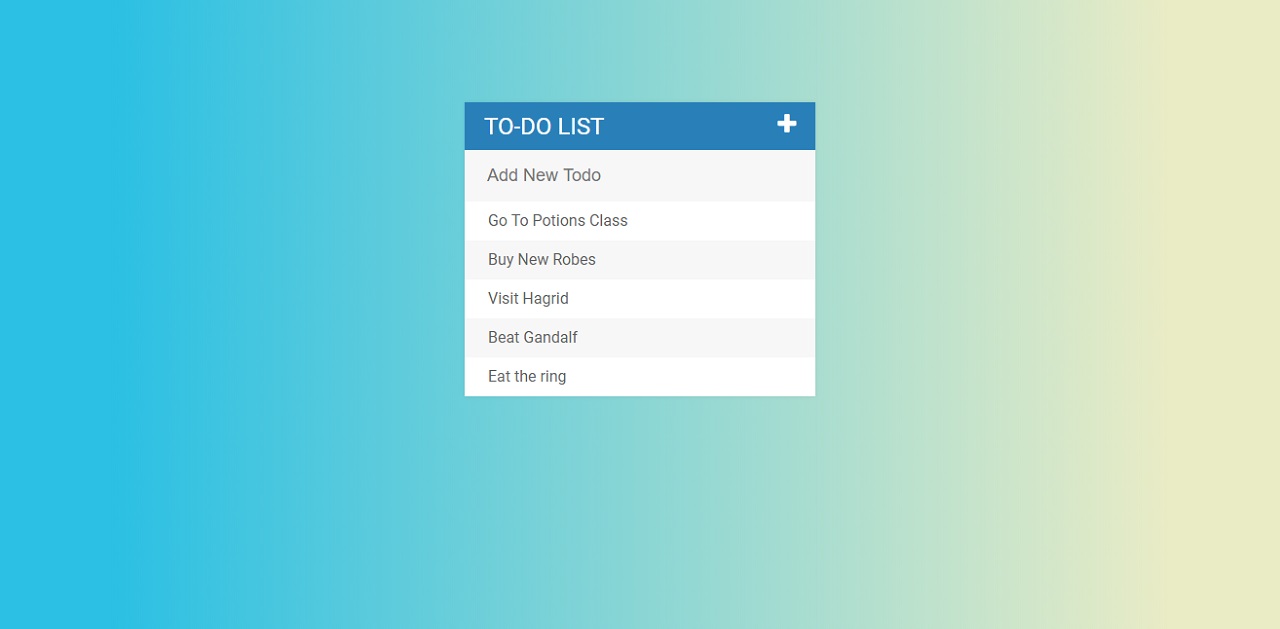 TO-DO LIST
Add New Todo
Go To Potions Class
Buy New Robes
Visit Hagrid
Beat Gandalf
Eat the ring